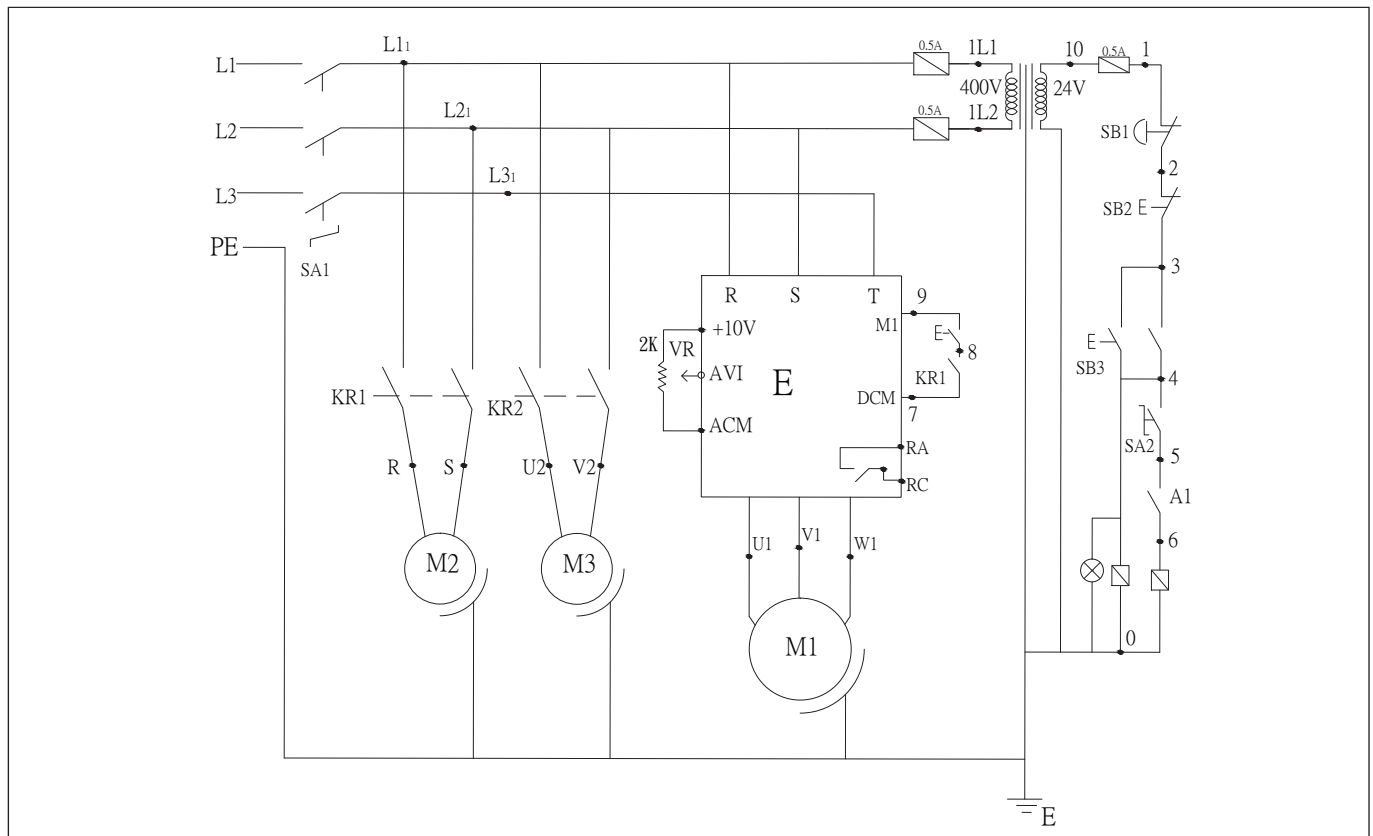 L1₁
0.5A
1L1
10
0.5A
1
L1
400V
24V
L2₁
0.5A
1L2
L2
SB1
2
L3₁
L3
SB2
PE
SA1
3
R
S
T
9
M1
+10V
2K
VR
8
SB3
AVI
E
KR1
4
KR1
KR2
DCM
7
ACM
SA2
RA
5
R
S
U2
V2
RC
A1
U1
V1
W1
6
M2
M3
0
M1
E